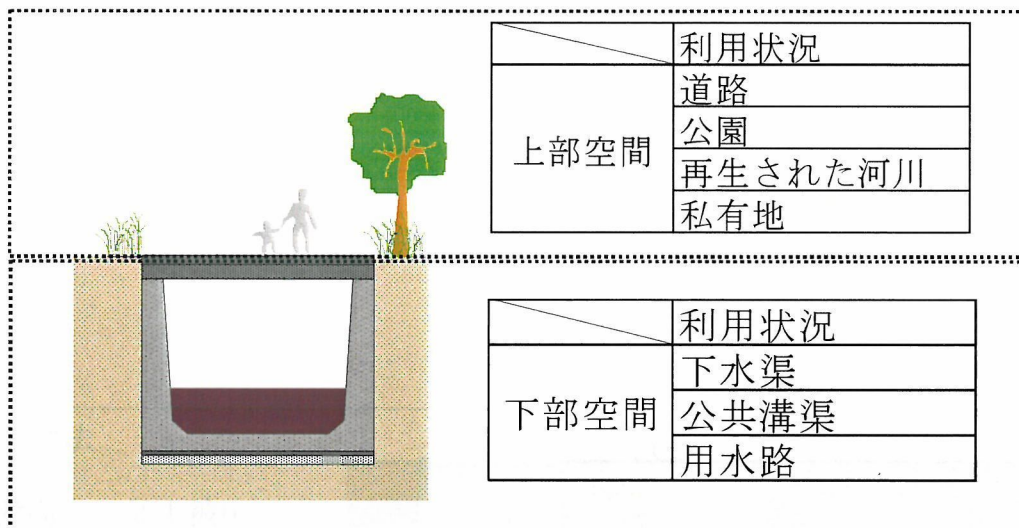 利用状況
上部空間
道路
公園
再生された河川
私有地
利用状況
下部空間
下水渠
公共溝渠
用水路